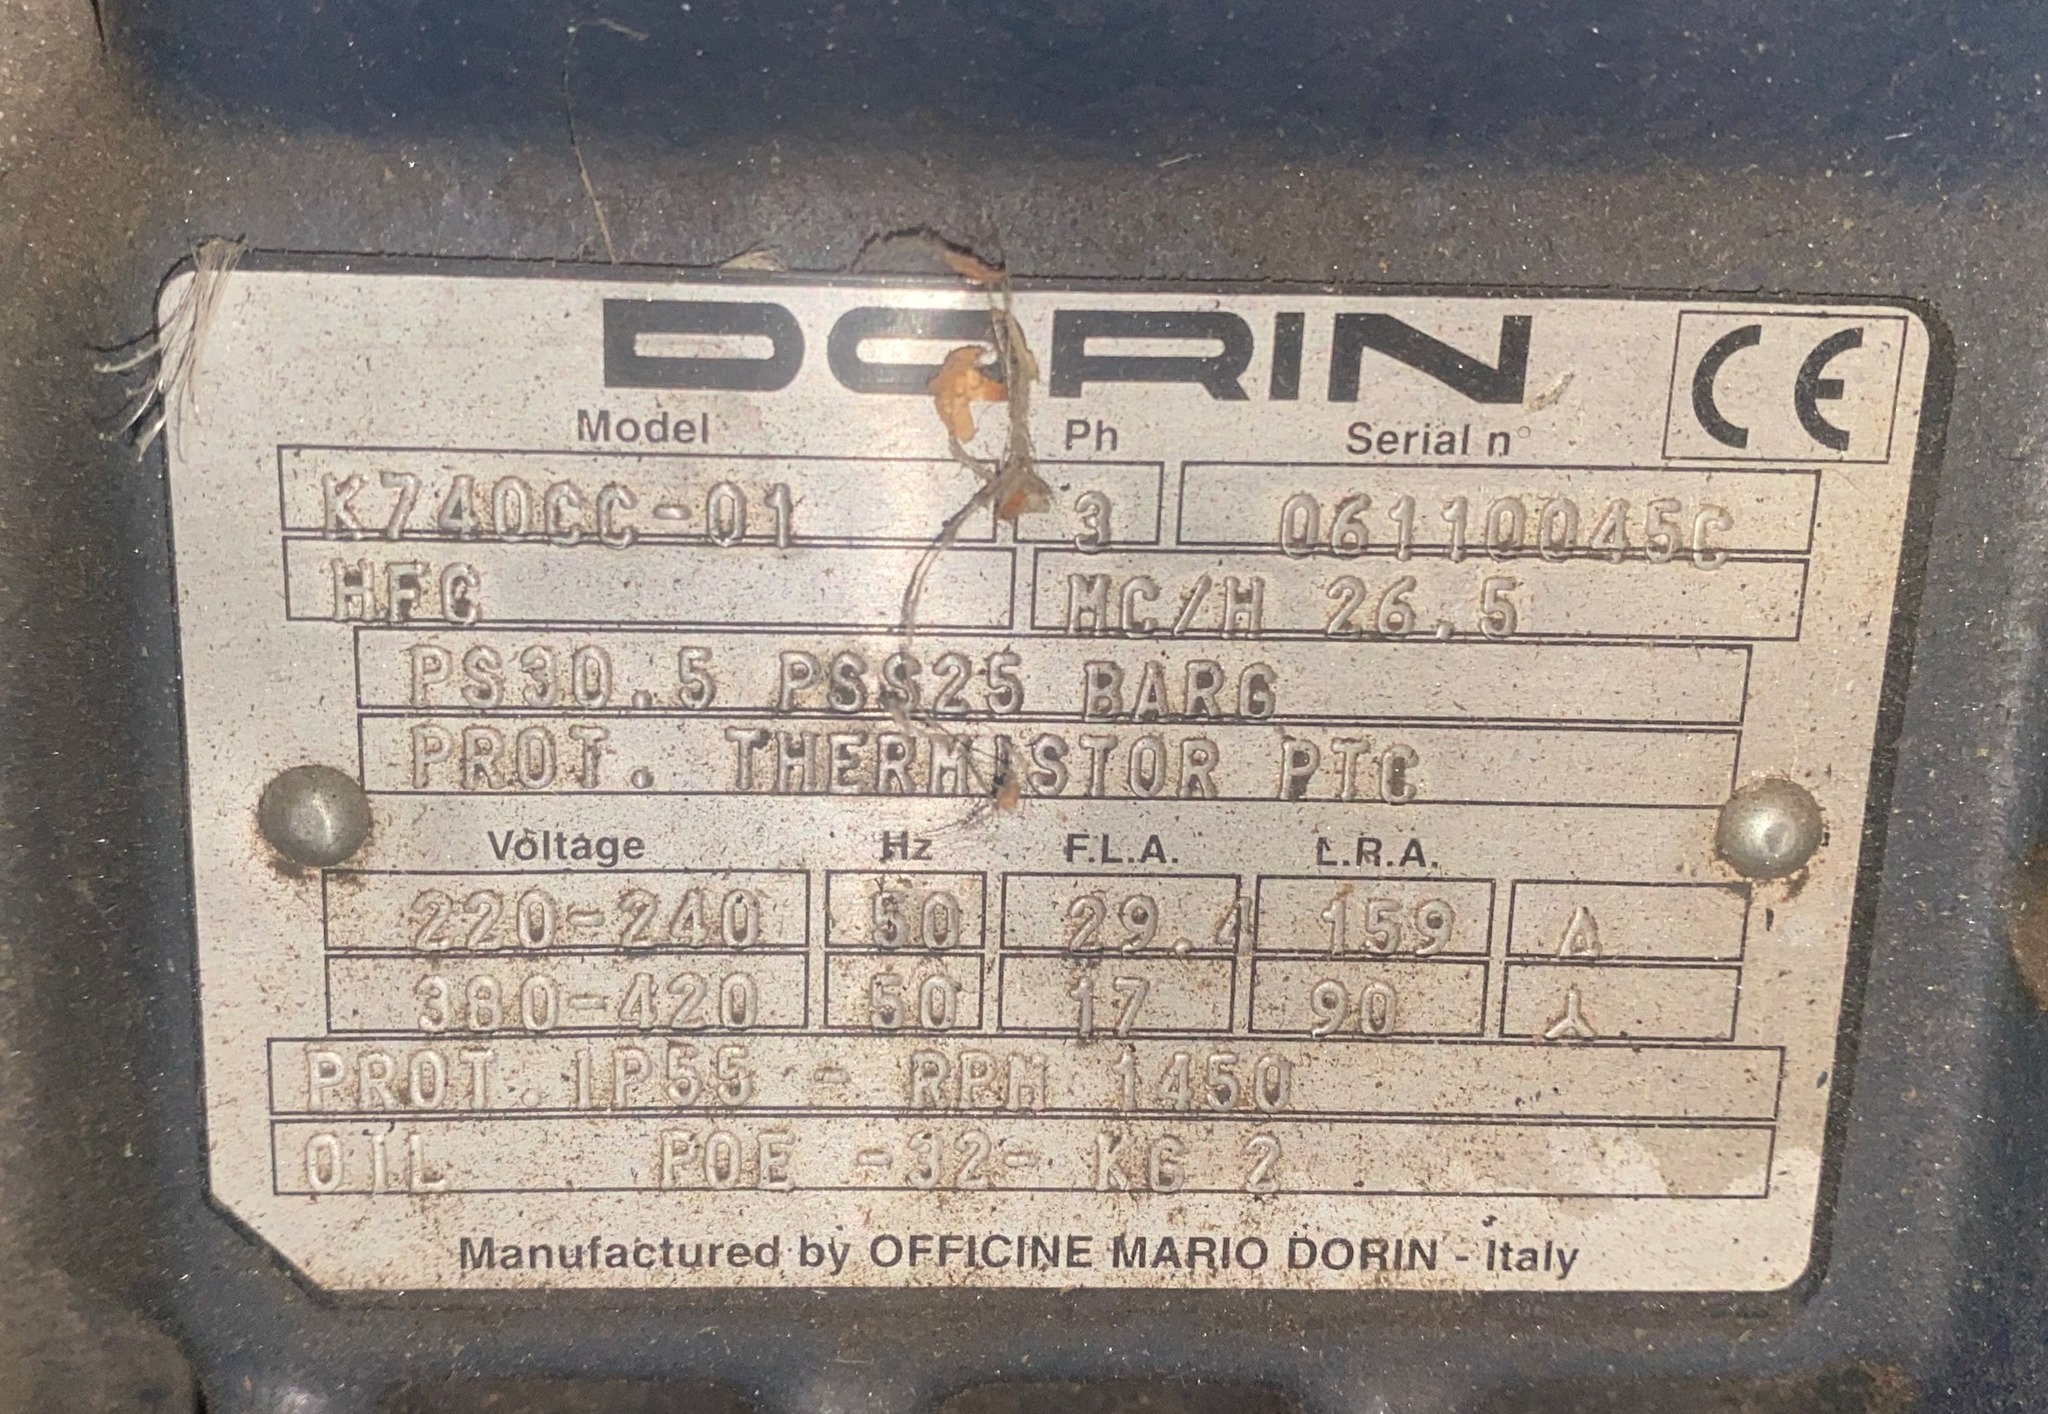 DORIN CE
Model Ph Serial n°
K740CC-01 3 06110045C
HFC MC/H 26.5
PS30.5 PSS25 BARG
PROT. THERMISTOR PTC
Voltage Hz F.L.A. L.R.A.
220-240 50 29.4 159 Δ
380-420 50 17 90 ⅄
PROT.IP55 - RPM 1450
OIL POE -32- KG 2
Manufactured by OFFICINE MARIO DORIN - Italy